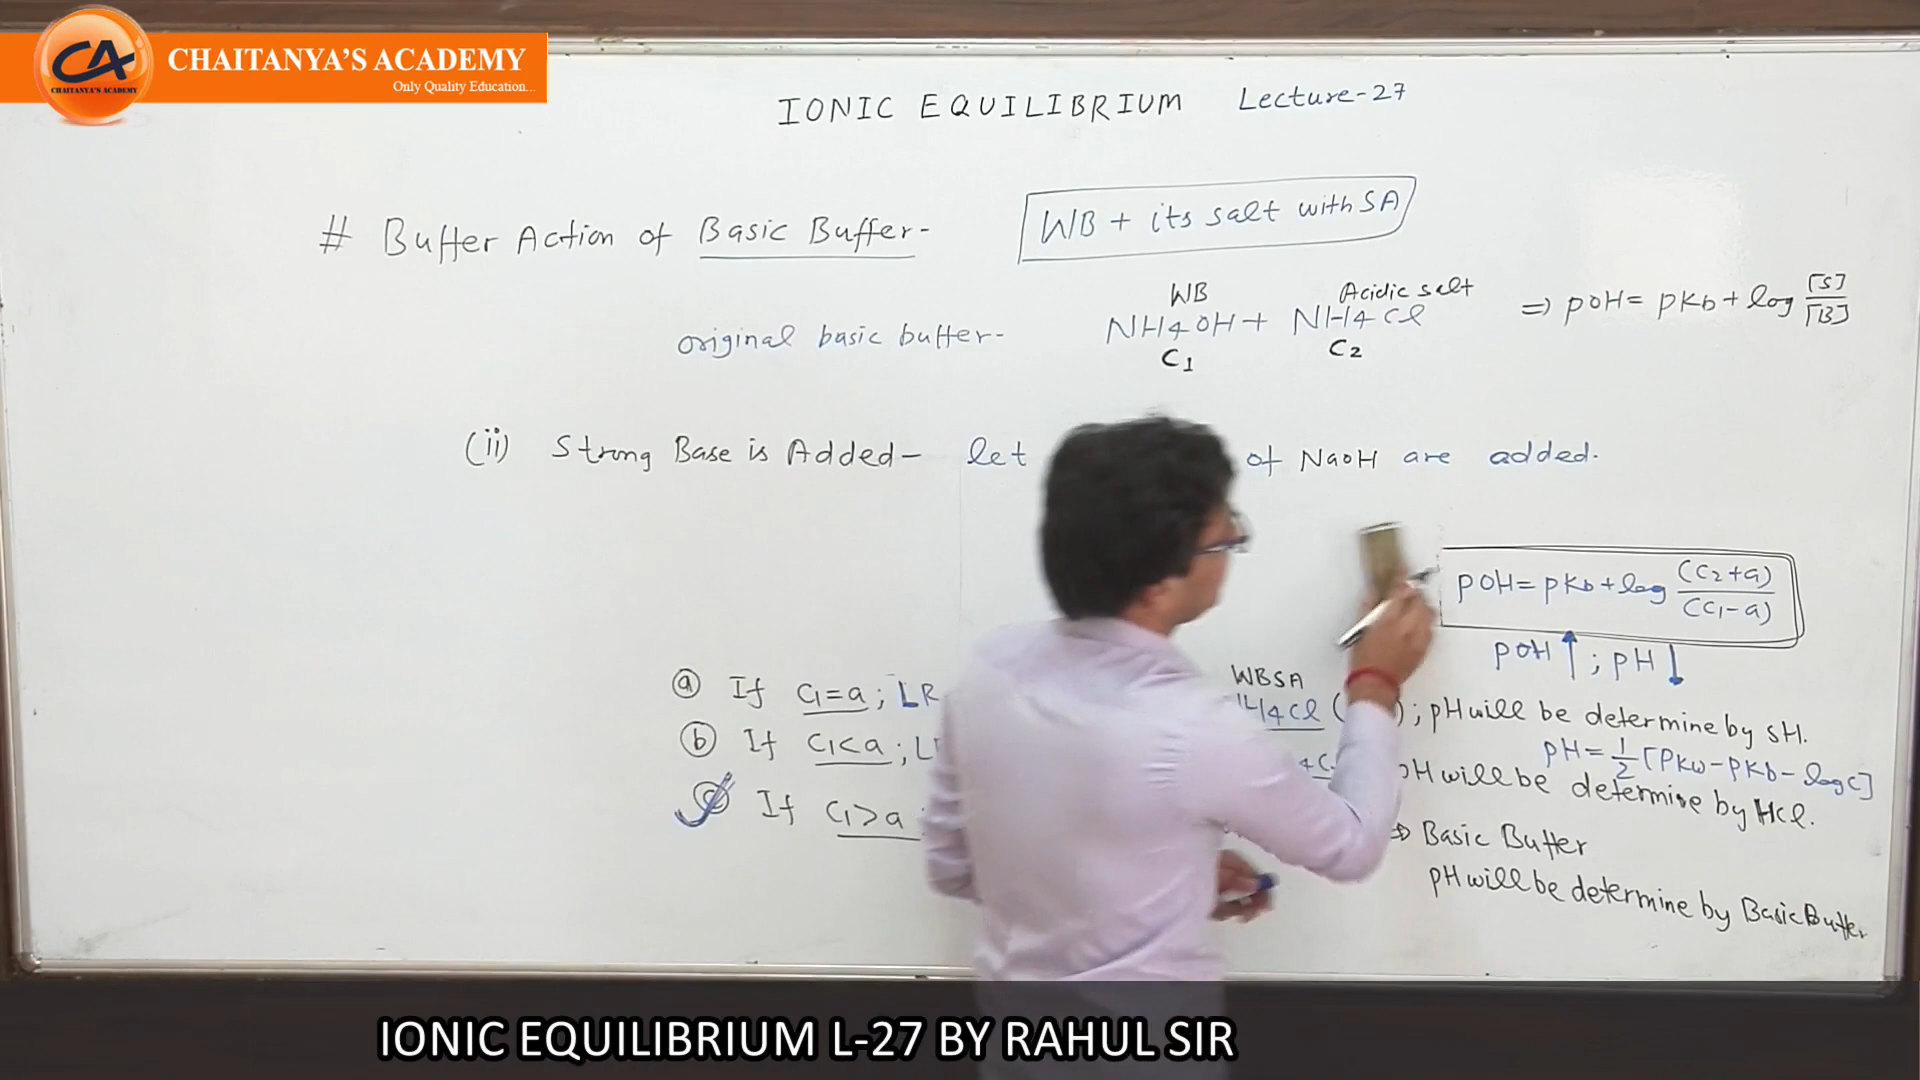 CA
CHAITANYA'S ACADEMY
CHAITANYA'S ACADEMY
Only Quality Education...
IONIC EQUILIBRIUM Lecture-27
# Buffer Action of Basic Buffer- WB + its salt with SA
WB Acidic salt
original basic buffer- NH4OH + NH4Cl ⇒ pOH = pKb + log [S]/[B]
C1 C2
(ii) Strong Base is Added- let of NaOH are added.
pOH = pKb + log (C2+a)/(C1-a)
pOH ↑ ; pH ↓
WBSA
(a) If C1=a ; LR H4Cl ( ) ; pH will be determine by SH.
pH = 1/2 [pKw - pKb - log C]
(b) If C1<a ; L pH will be determine by HCl.
(c) If C1>a ⇒ Basic Buffer
pH will be determine by Basic Buffer
IONIC EQUILIBRIUM L-27 BY RAHUL SIR